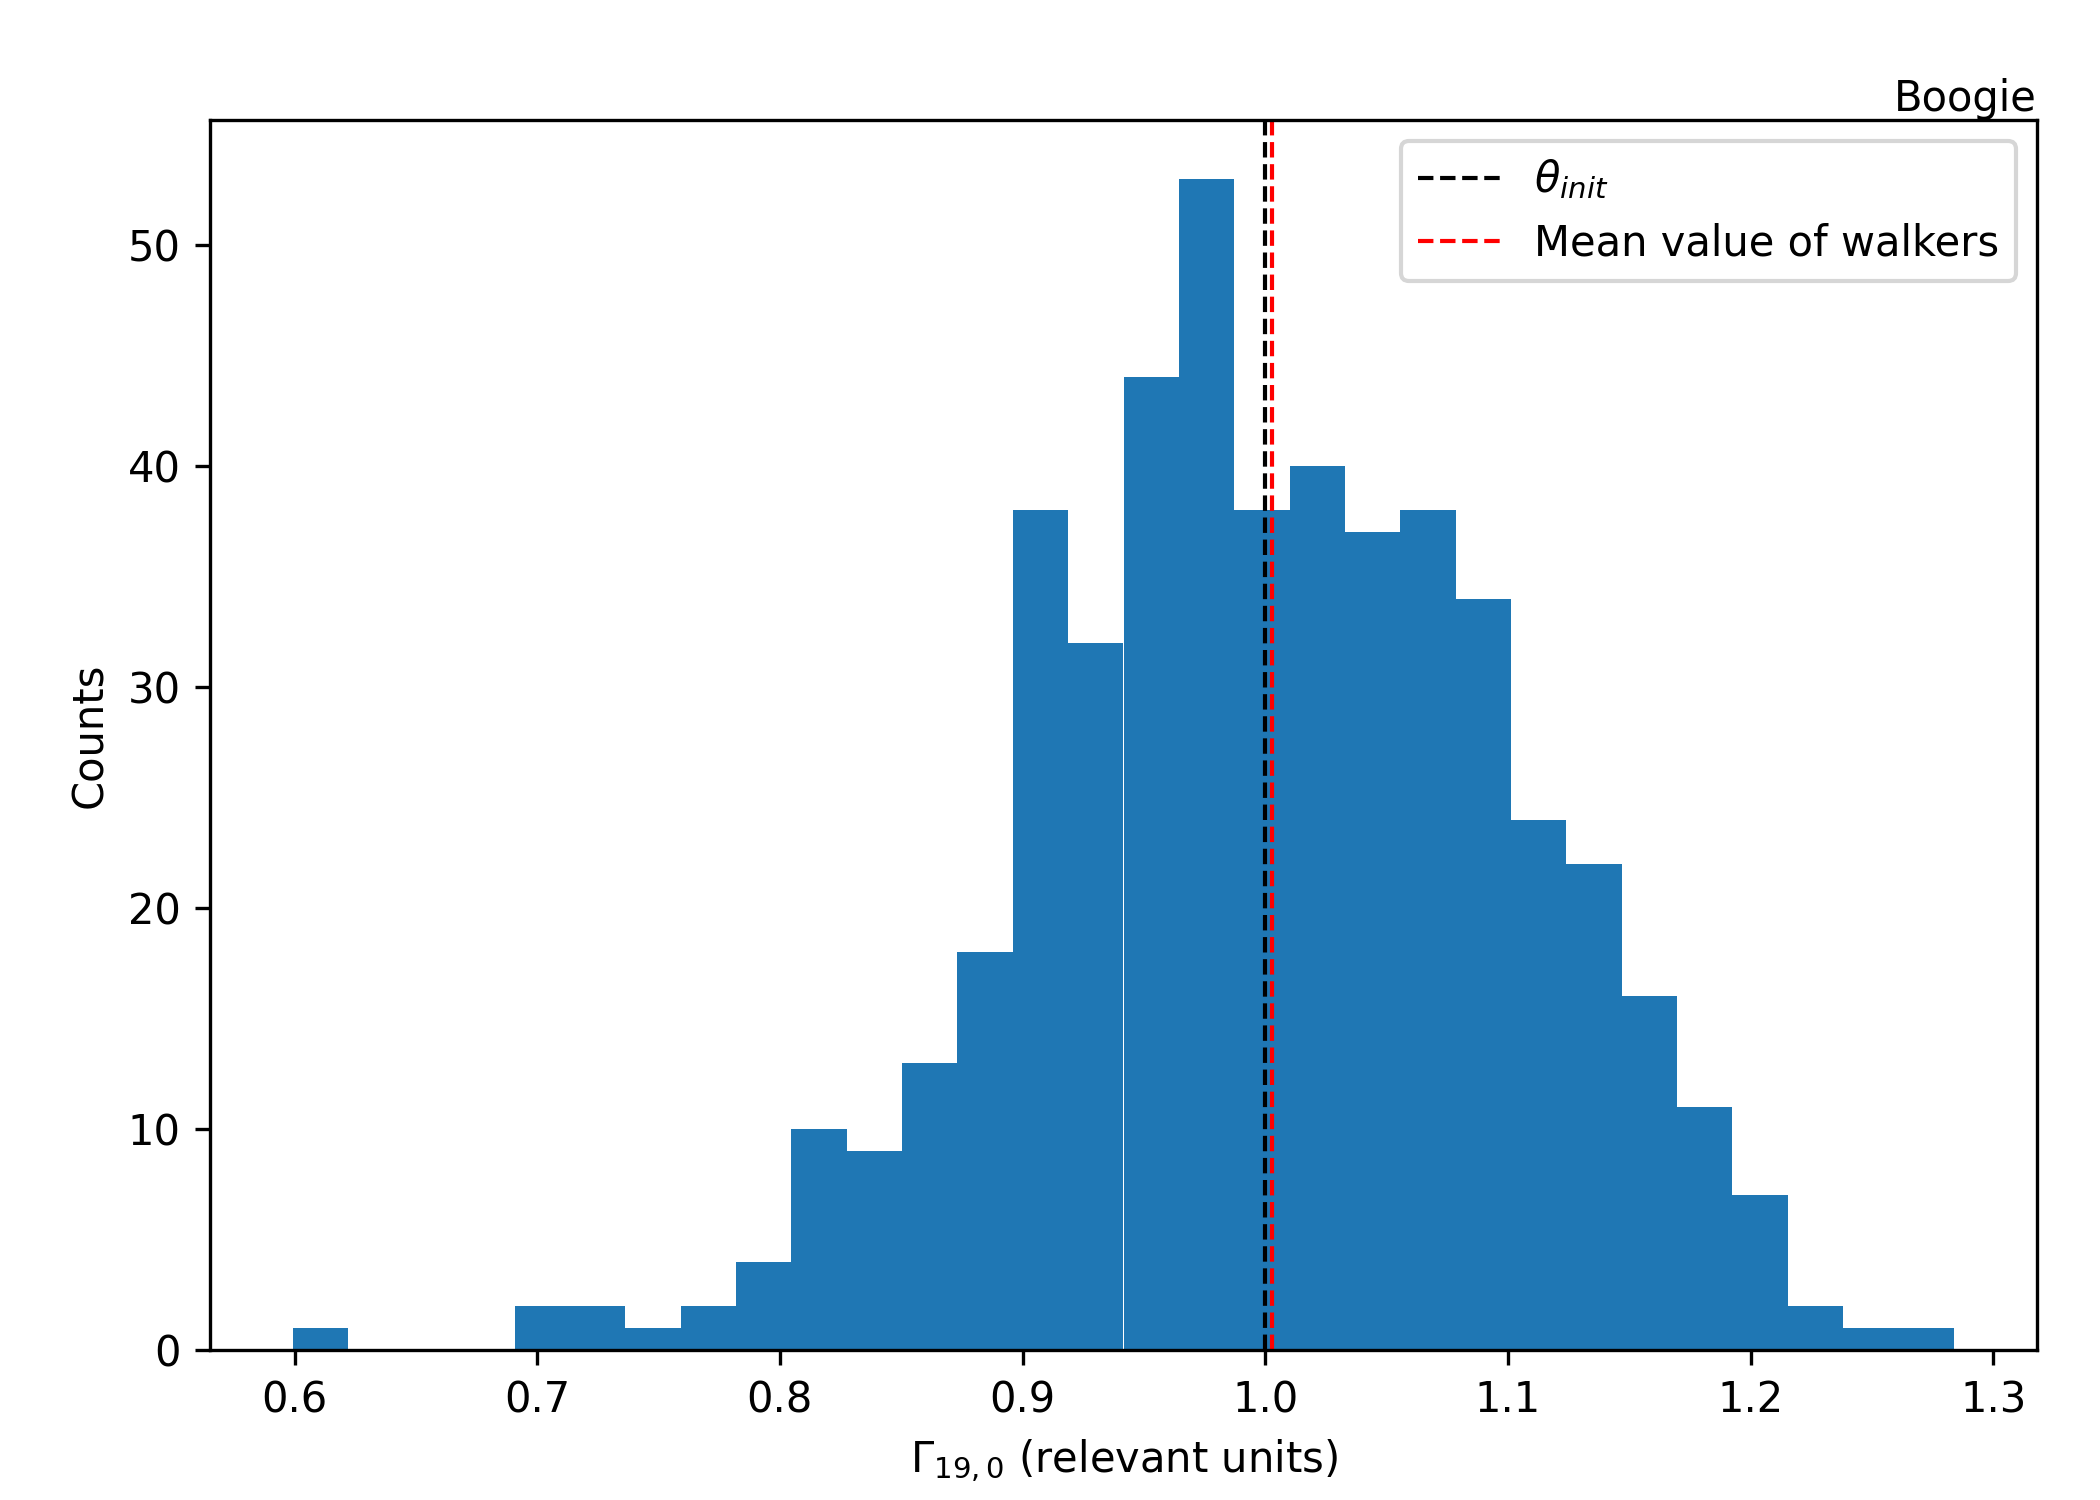 Boogie
θinit
Mean value of walkers
50
40
30
20
10
0
Counts
0.6 0.7 0.8 0.9 1.0 1.1 1.2 1.3
Γ19,0 (relevant units)